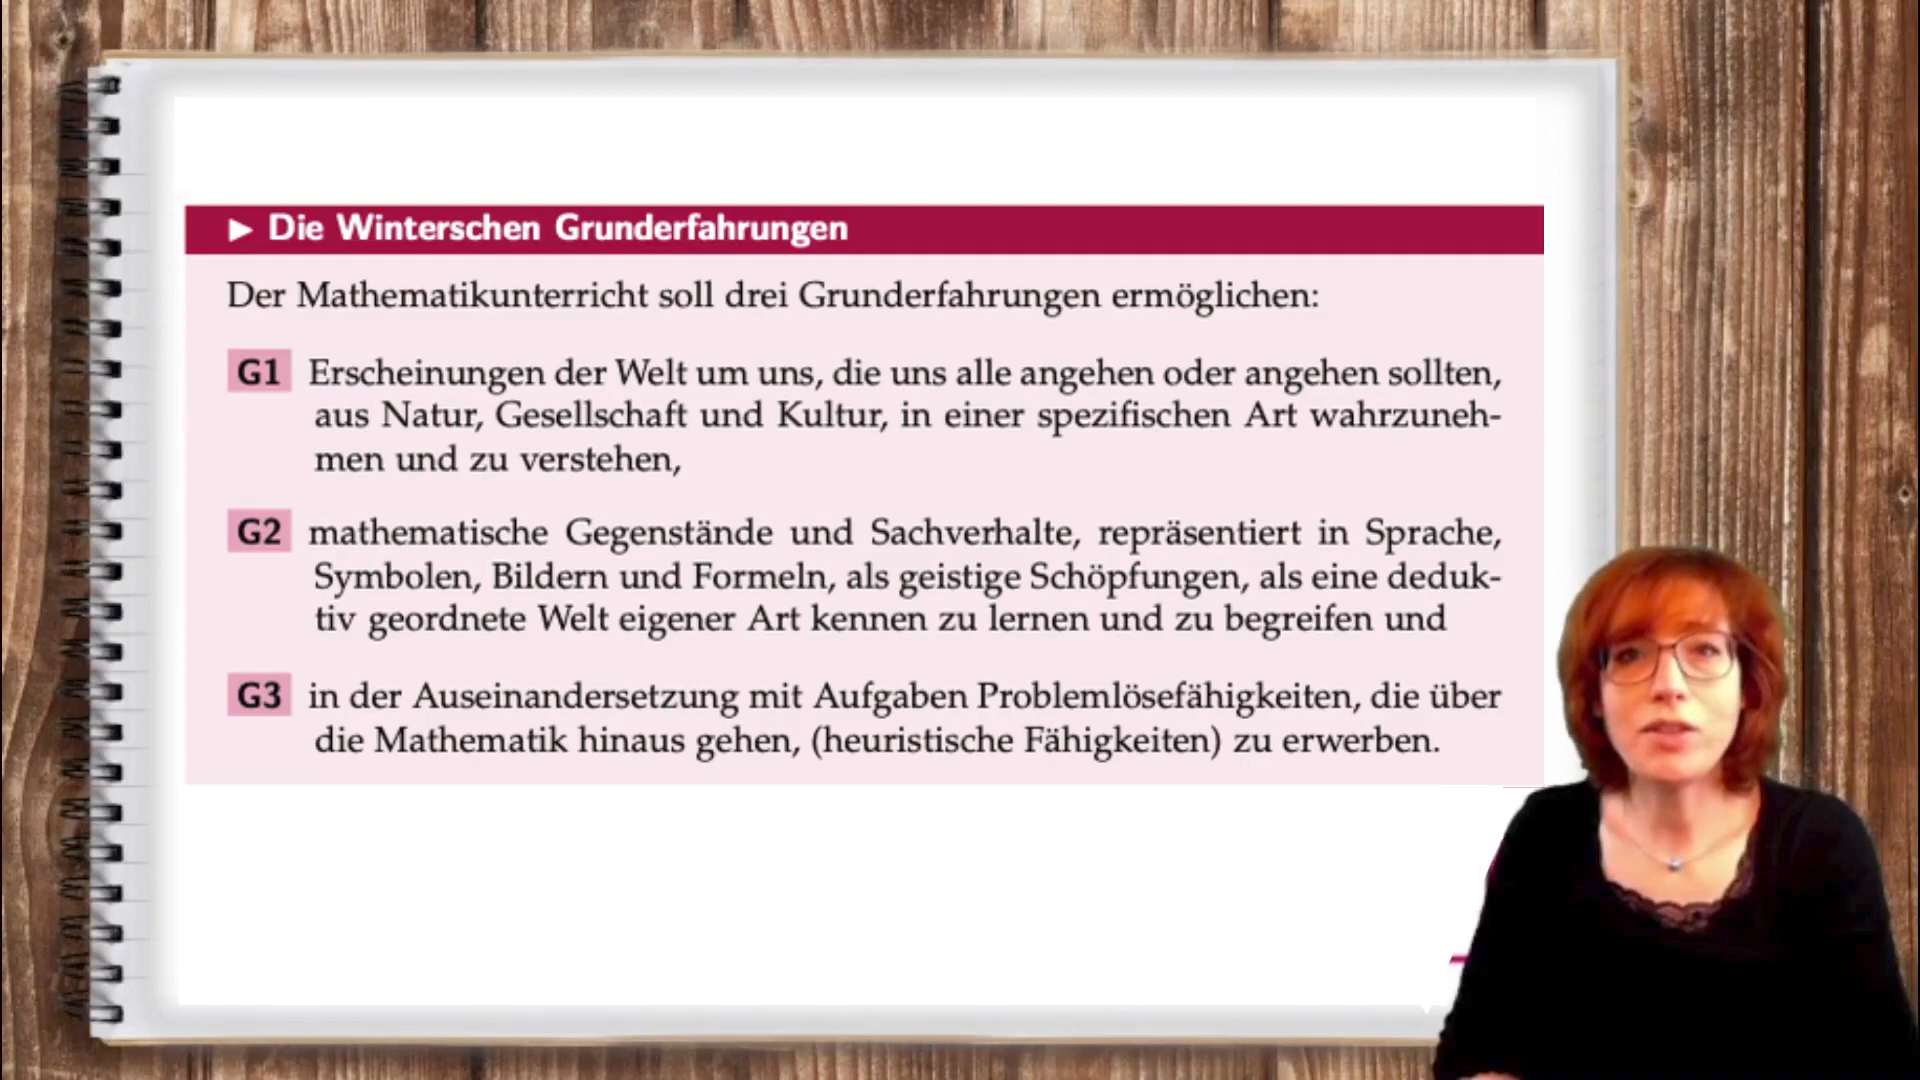 ▶ Die Winterschen Grunderfahrungen
Der Mathematikunterricht soll drei Grunderfahrungen ermöglichen:
G1 Erscheinungen der Welt um uns, die uns alle angehen oder angehen sollten,
aus Natur, Gesellschaft und Kultur, in einer spezifischen Art wahrzuneh-
men und zu verstehen,
G2 mathematische Gegenstände und Sachverhalte, repräsentiert in Sprache,
Symbolen, Bildern und Formeln, als geistige Schöpfungen, als eine deduk-
tiv geordnete Welt eigener Art kennen zu lernen und zu begreifen und
G3 in der Auseinandersetzung mit Aufgaben Problemlösefähigkeiten, die über
die Mathematik hinaus gehen, (heuristische Fähigkeiten) zu erwerben.